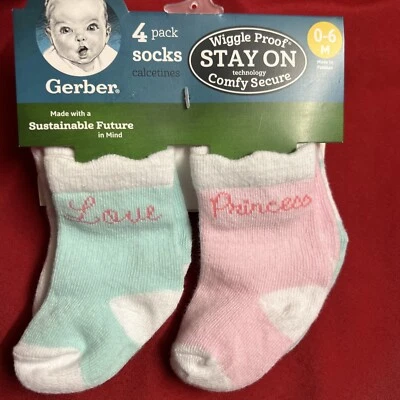 Gerber®
4 pack
socks
calcetines
Wiggle Proof®
STAY ON
technology
Comfy Secure
0-6
M
Made with a
Sustainable Future
in Mind
Love
Princess